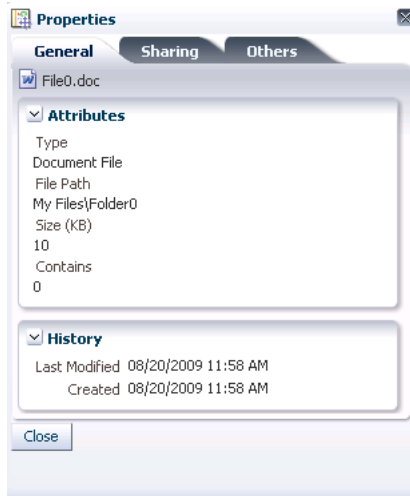 Properties
General Sharing Others
File0.doc
Attributes
Type
Document File
File Path
My Files\Folder0
Size (KB)
10
Contains
0
History
Last Modified 08/20/2009 11:58 AM
Created 08/20/2009 11:58 AM
Close